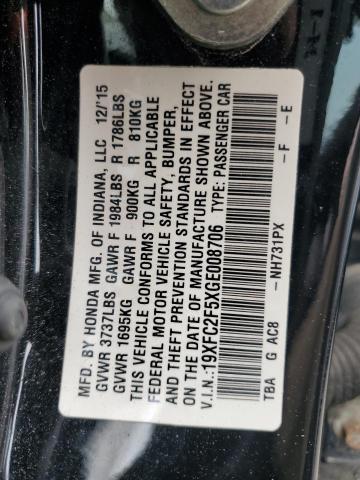 MFD. BY HONDA MFG. OF INDIANA, LLC 12/'15
GVWR 3737LBS GAWR F 1984LBS R 1786LBS
GVWR 1695KG GAWR F 900KG R 810KG
THIS VEHICLE CONFORMS TO ALL APPLICABLE
FEDERAL MOTOR VEHICLE SAFETY, BUMPER,
AND THEFT PREVENTION STANDARDS IN EFFECT
ON THE DATE OF MANUFACTURE SHOWN ABOVE.
V.I.N.:19XFC2F5XGE008706 TYPE: PASSENGER CAR
-NH731PX -F -E
TBA G AC8